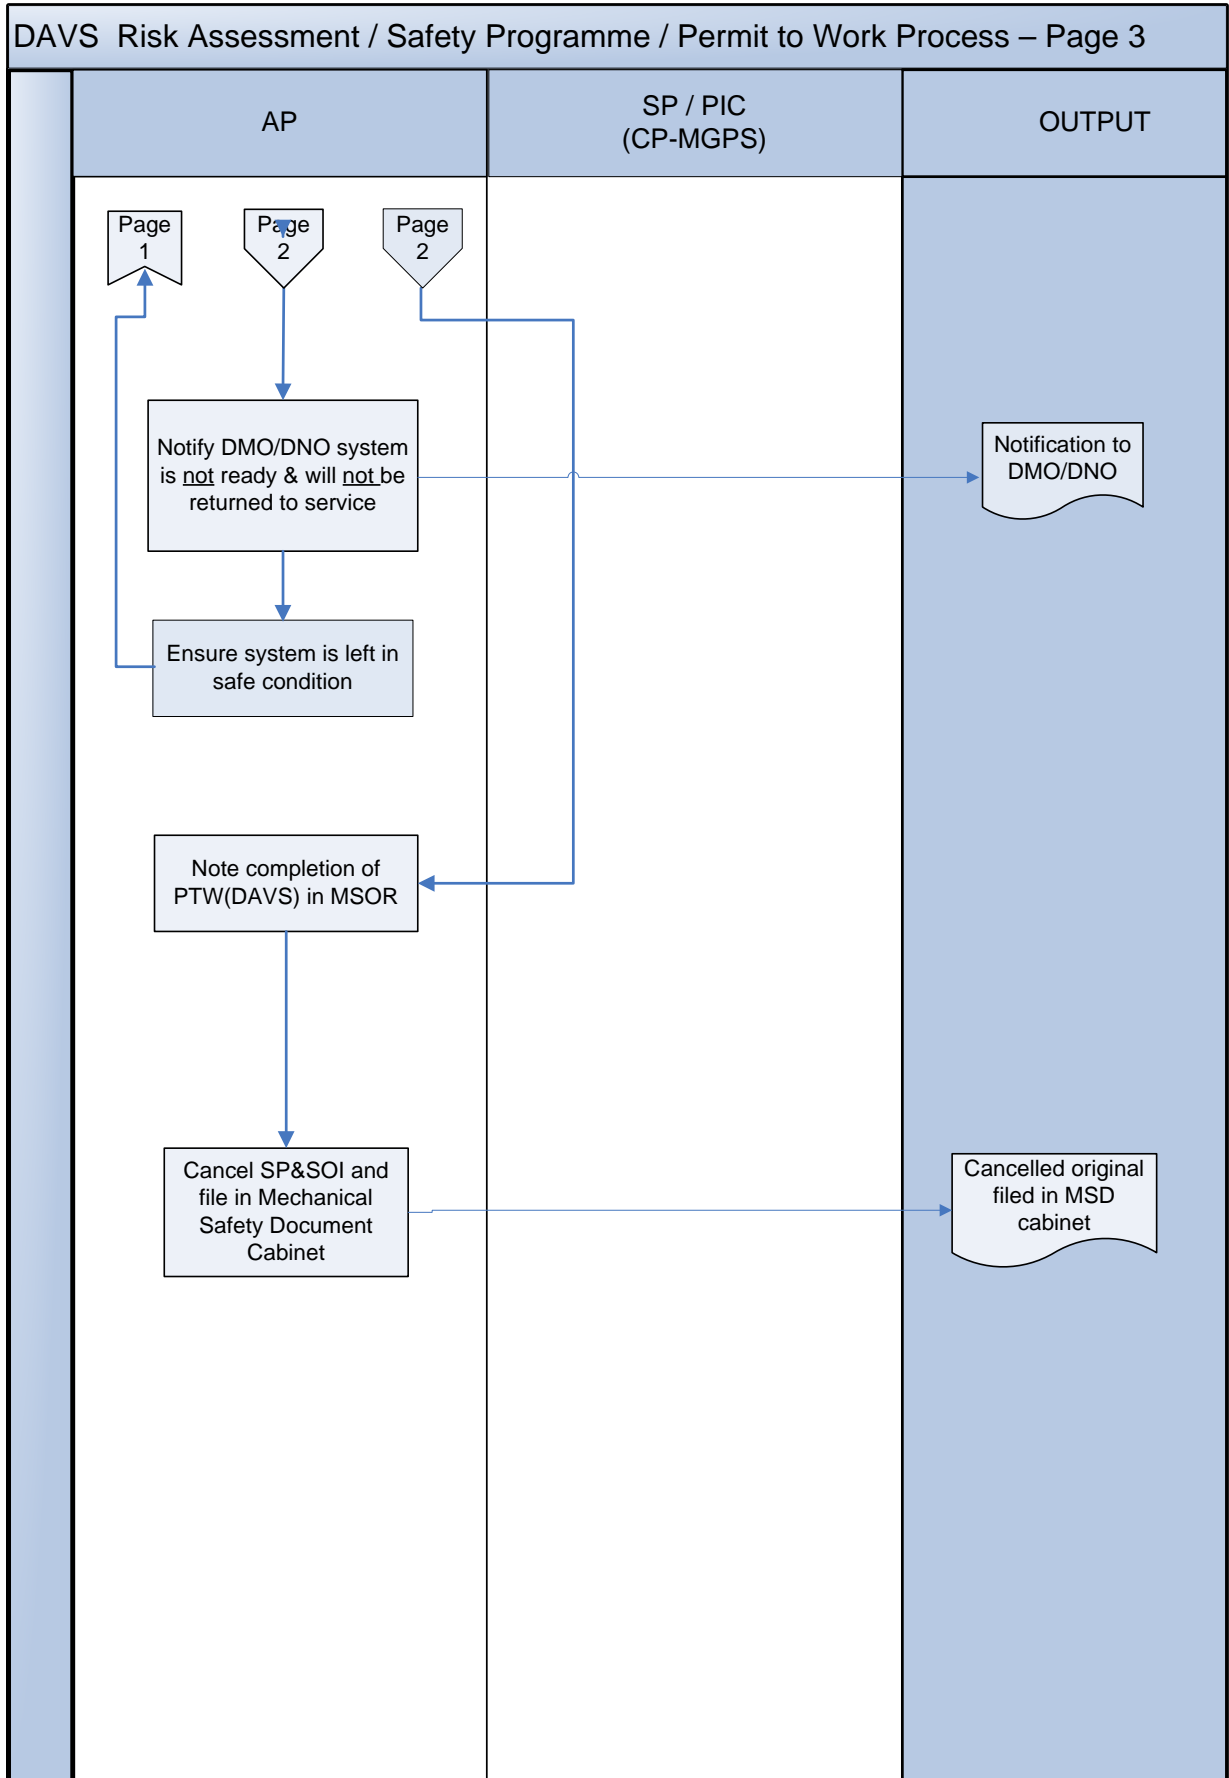 DAVS Risk Assessment / Safety Programme / Permit to Work Process – Page 3
AP
SP / PIC
(CP-MGPS)
OUTPUT
Page
1
Page
2
Page
2
Notify DMO/DNO system
is not ready & will not be
returned to service
Notification to
DMO/DNO
Ensure system is left in
safe condition
Note completion of
PTW(DAVS) in MSOR
Cancel SP&SOI and
file in Mechanical
Safety Document
Cabinet
Cancelled original
filed in MSD
cabinet